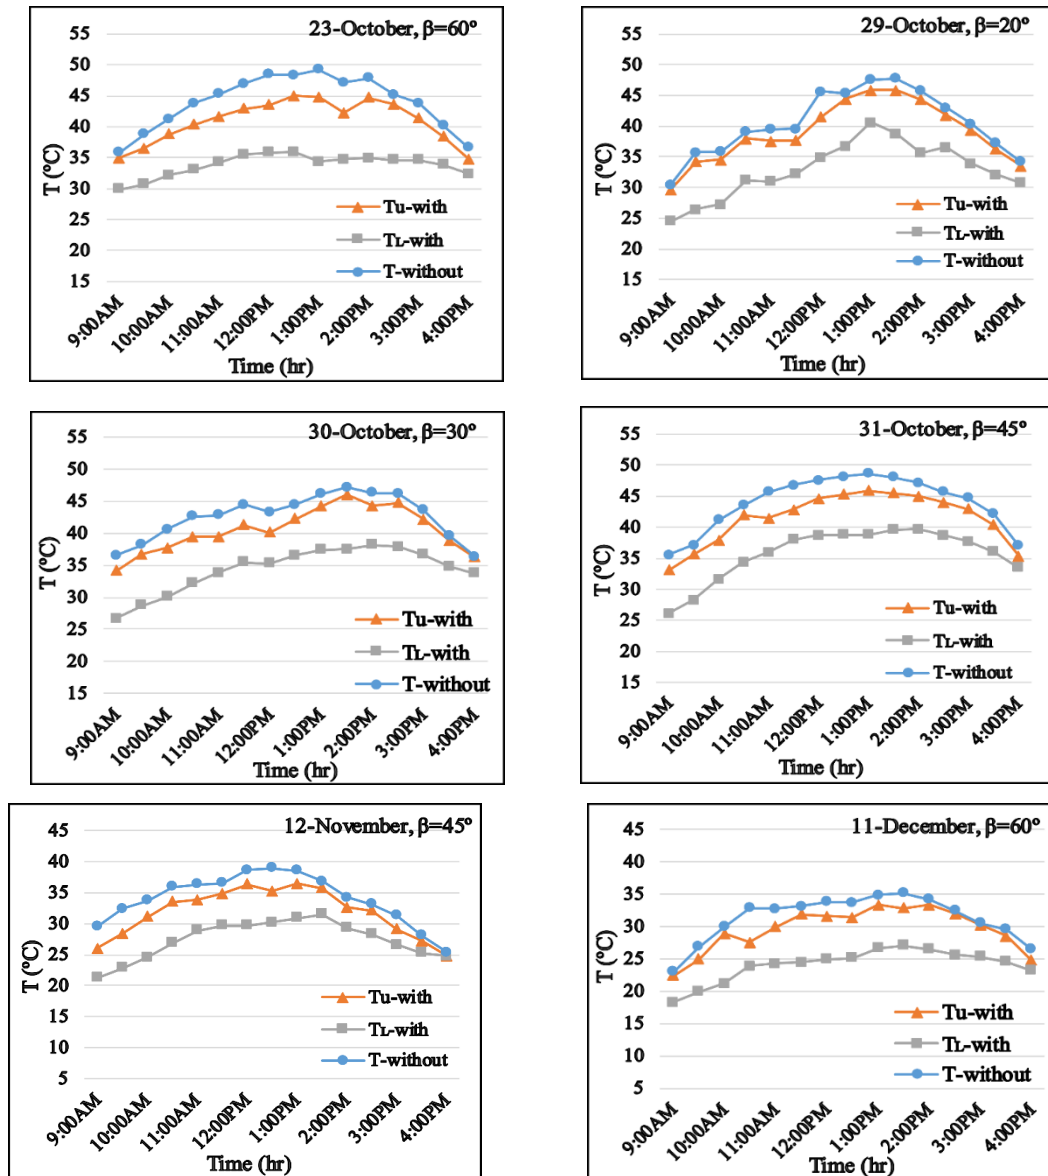 23-October, β=60º
T (ºC)
55
50
45
40
35
30
25
20
15
Tu-with
TL-with
T-without
9:00AM
10:00AM
11:00AM
12:00PM
1:00PM
2:00PM
3:00PM
4:00PM
Time (hr)
29-October, β=20º
T (ºC)
55
50
45
40
35
30
25
20
15
Tu-with
TL-with
T-without
9:00AM
10:00AM
11:00AM
12:00PM
1:00PM
2:00PM
3:00PM
4:00PM
Time (hr)
30-October, β=30º
T (ºC)
55
50
45
40
35
30
25
20
15
Tu-with
TL-with
T-without
9:00AM
10:00AM
11:00AM
12:00PM
1:00PM
2:00PM
3:00PM
4:00PM
Time (hr)
31-October, β=45º
T (ºC)
55
50
45
40
35
30
25
20
15
Tu-with
TL-with
T-without
9:00AM
10:00AM
11:00AM
12:00PM
1:00PM
2:00PM
3:00PM
4:00PM
Time (hr)
12-November, β=45º
T (ºC)
45
40
35
30
25
20
15
10
5
Tu-with
TL-with
T-without
9:00AM
10:00AM
11:00AM
12:00PM
1:00PM
2:00PM
3:00PM
4:00PM
Time (hr)
11-December, β=60º
T (ºC)
45
40
35
30
25
20
15
10
5
Tu-with
TL-with
T-without
9:00AM
10:00AM
11:00AM
12:00PM
1:00PM
2:00PM
3:00PM
4:00PM
Time (hr)